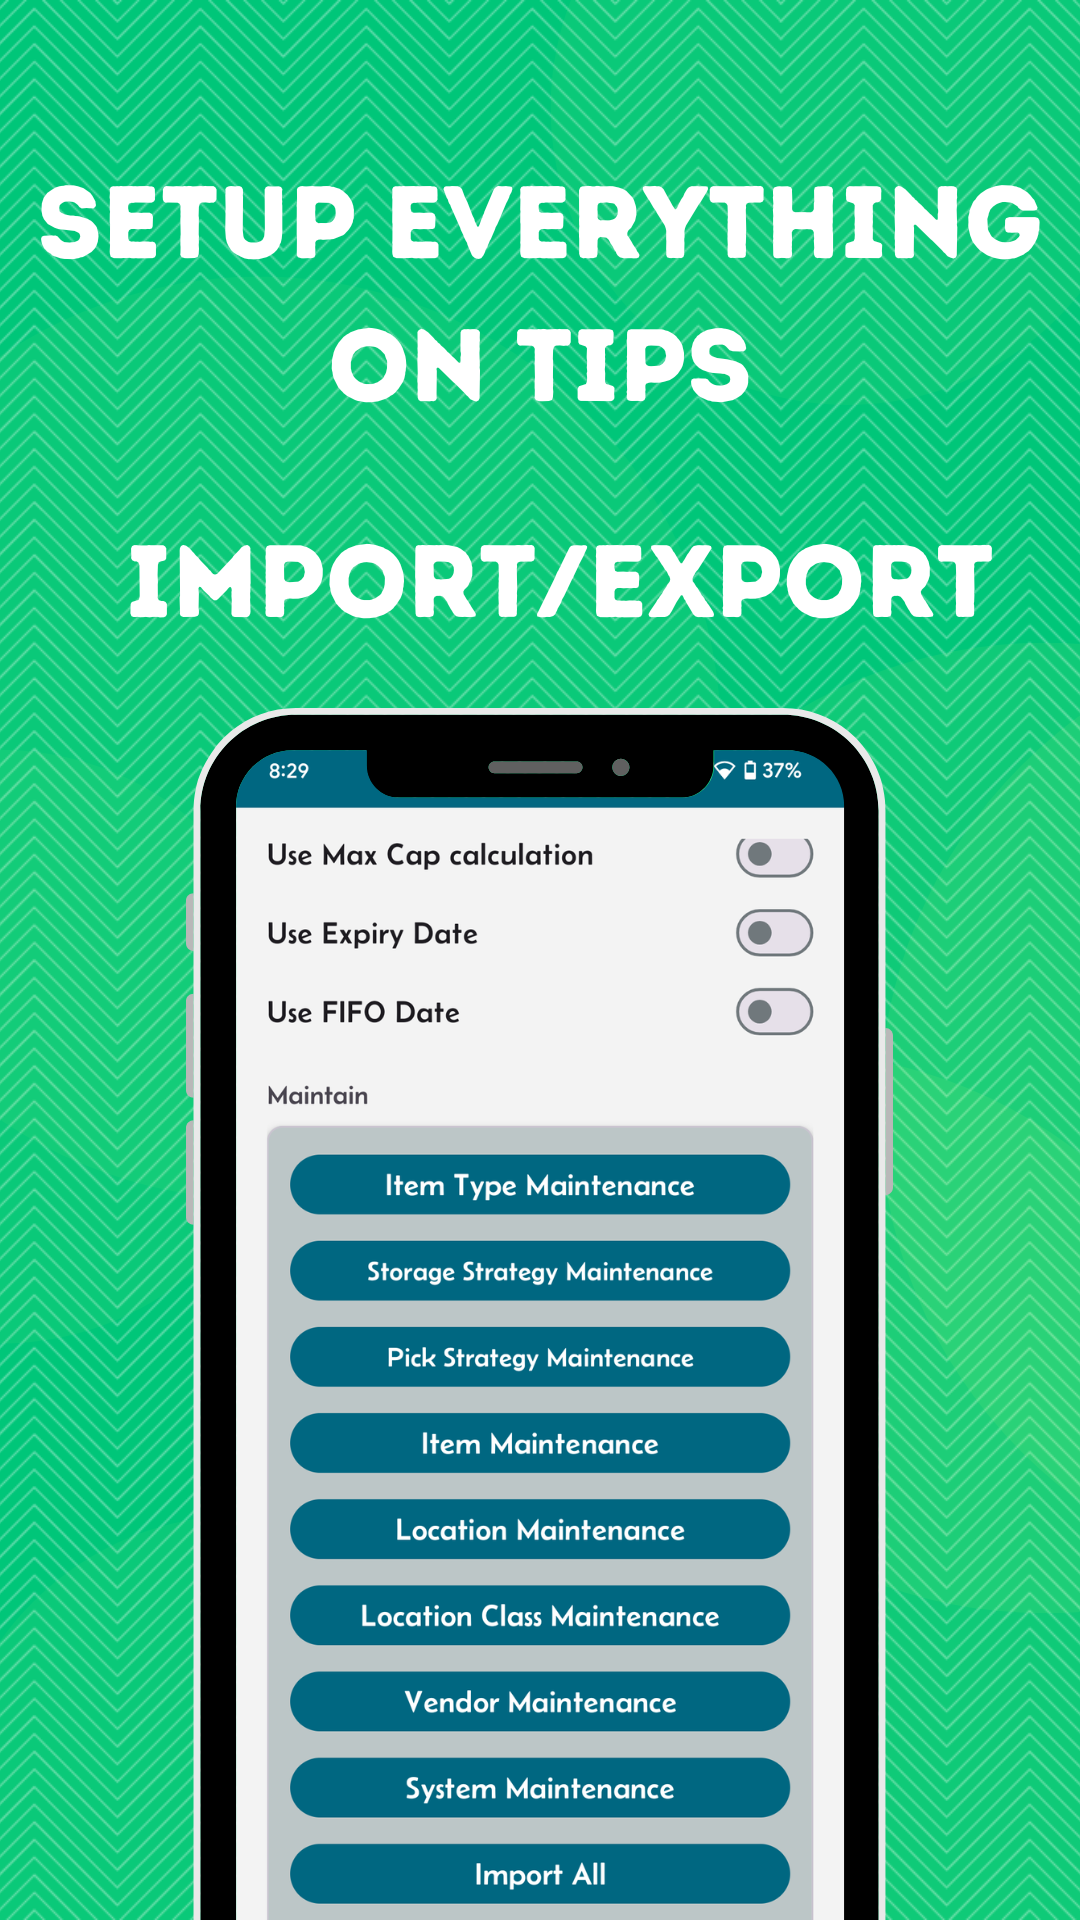 SETUP EVERYTHING
ON TIPS
IMPORT/EXPORT
8:29
37%
Use Max Cap calculation
Use Expiry Date
Use FIFO Date
Maintain
Item Type Maintenance
Storage Strategy Maintenance
Pick Strategy Maintenance
Item Maintenance
Location Maintenance
Location Class Maintenance
Vendor Maintenance
System Maintenance
Import All